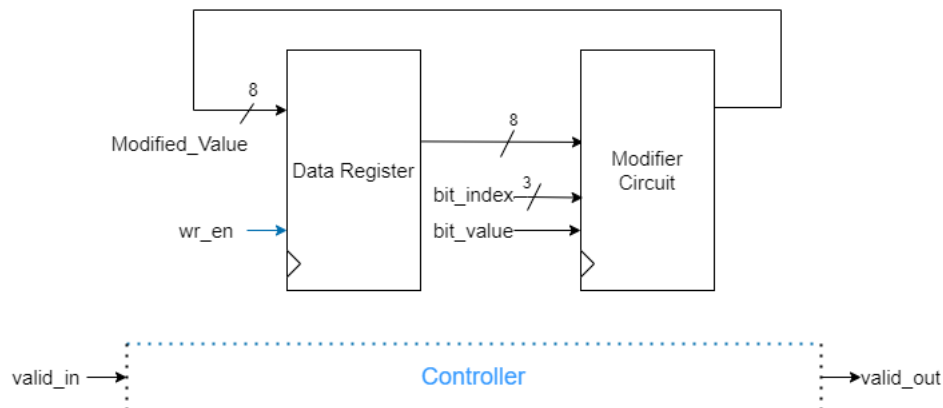 8
Modified_Value
Data Register
wr_en
8
bit_index
3
bit_value
Modifier
Circuit
valid_in
Controller
valid_out